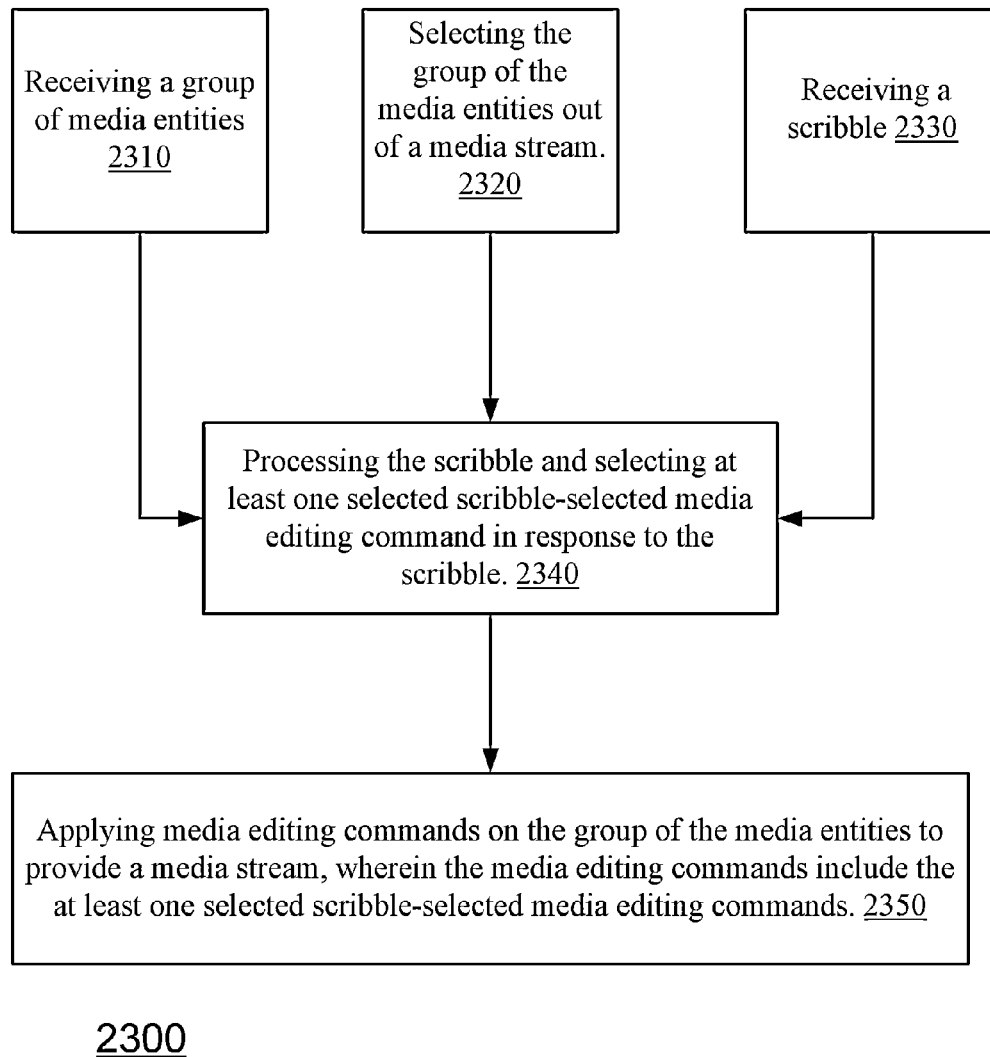 Receiving a group
of media entities
2310
Selecting the
group of the
media entities out
of a media stream.
2320
Receiving a
scribble 2330
Processing the scribble and selecting at
least one selected scribble-selected media
editing command in response to the
scribble. 2340
Applying media editing commands on the group of the media entities to
provide a media stream, wherein the media editing commands include the
at least one selected scribble-selected media editing commands. 2350
2300